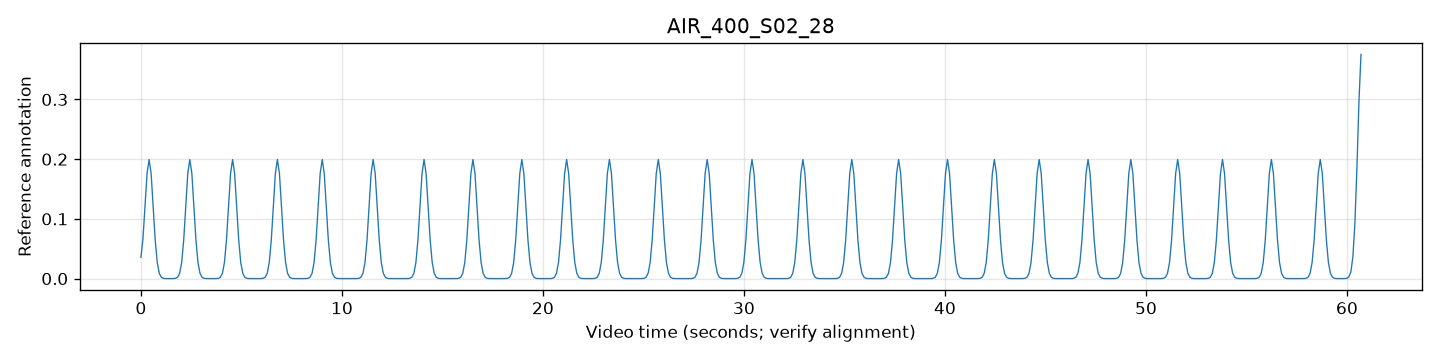 AIR_400_S02_28
Reference annotation
0.3
0.2
0.1
0.0
0 10 20 30 40 50 60
Video time (seconds; verify alignment)